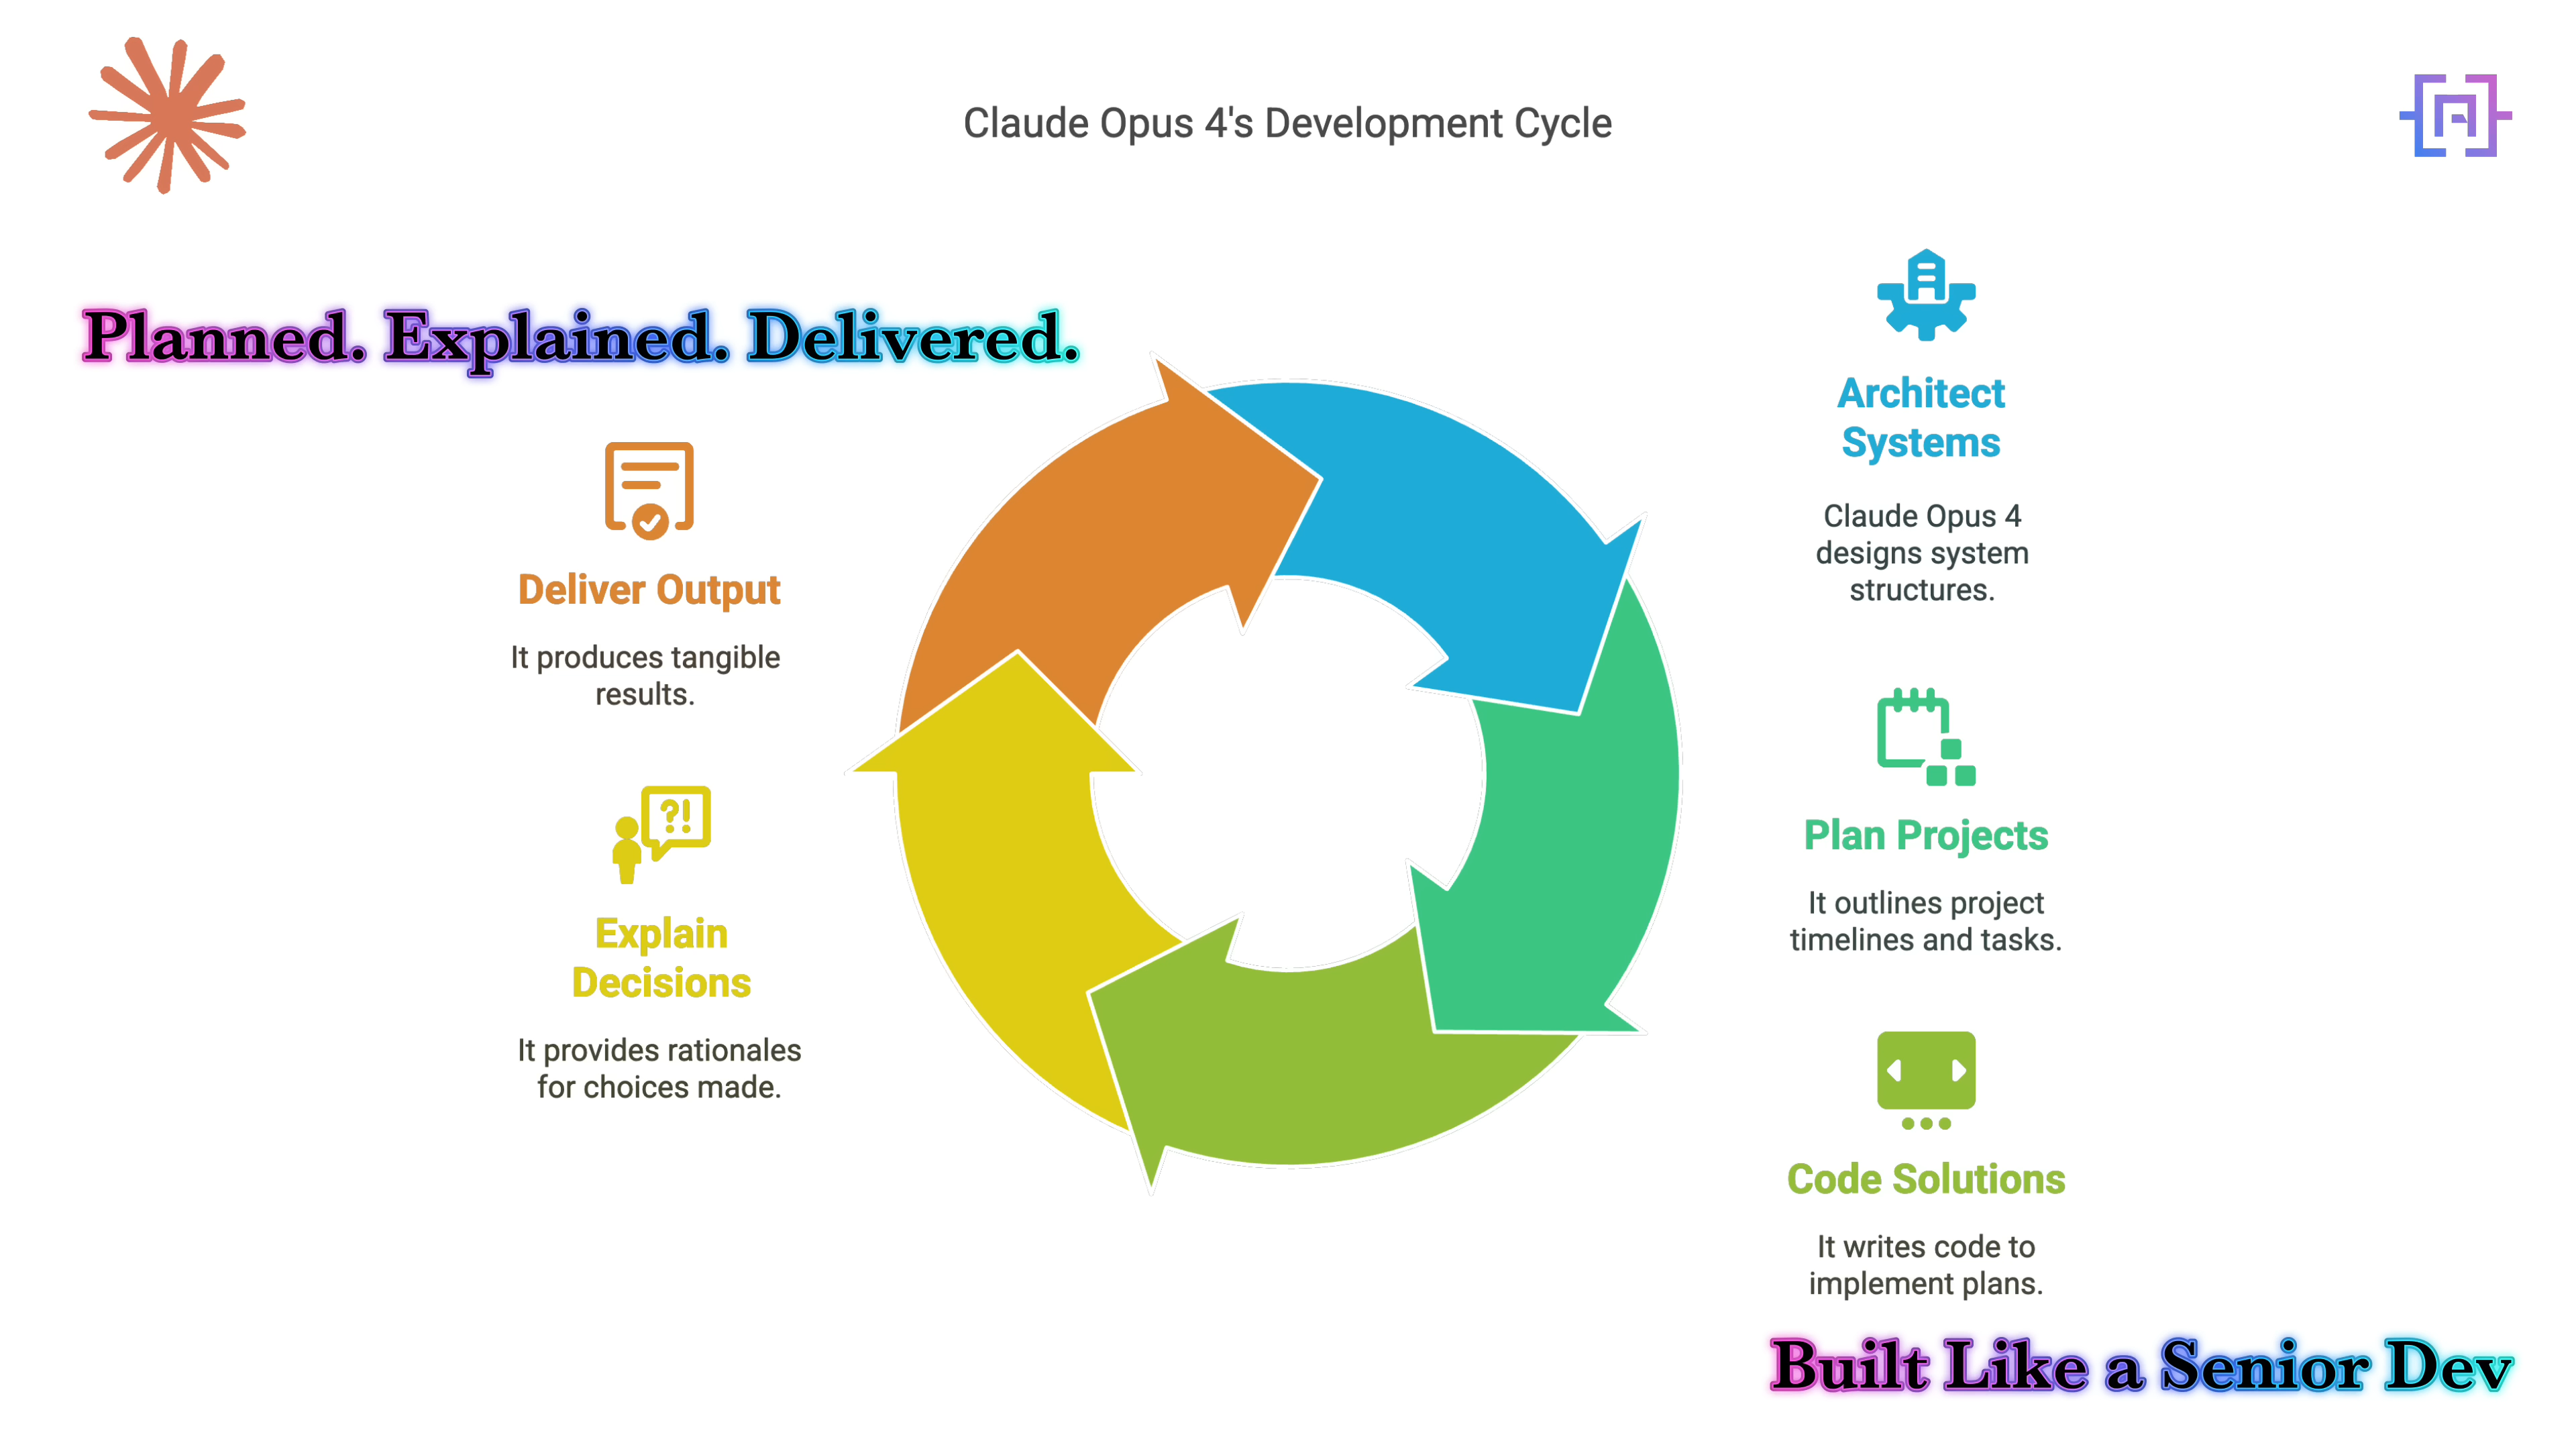 Claude Opus 4's Development Cycle
Planned. Explained. Delivered.
Architect
Systems
Claude Opus 4
designs system
structures.
Plan Projects
It outlines project
timelines and tasks.
Code Solutions
It writes code to
implement plans.
?!
Explain
Decisions
It provides rationales
for choices made.
Deliver Output
It produces tangible
results.
Built Like a Senior Dev